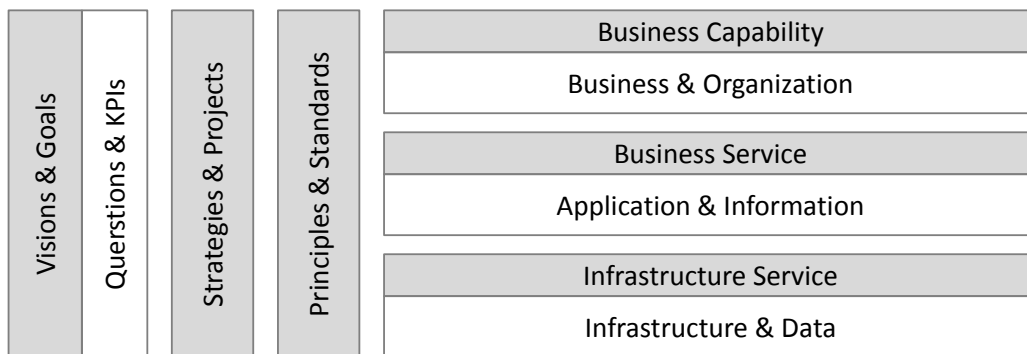 Visions & Goals
Querstions & KPIs
Strategies & Projects
Principles & Standards
Business Capability
Business & Organization
Business Service
Application & Information
Infrastructure Service
Infrastructure & Data